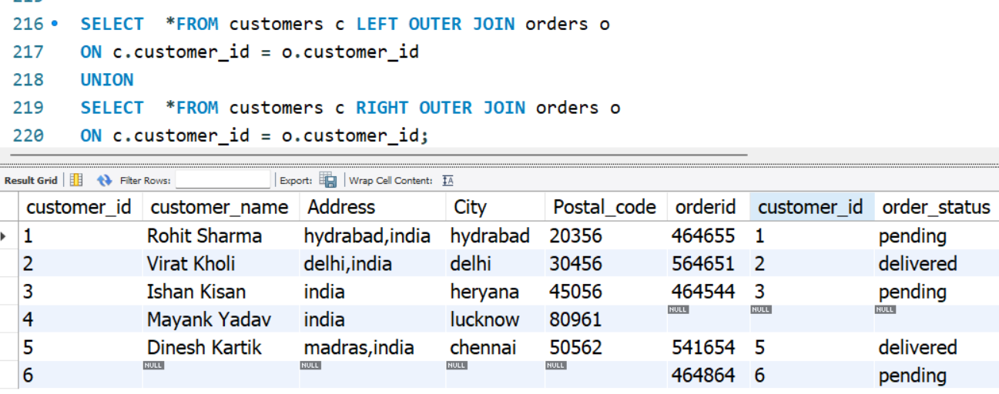 216 SELECT *FROM customers c LEFT OUTER JOIN orders o
217 ON c.customer_id = o.customer_id
218 UNION
219 SELECT *FROM customers c RIGHT OUTER JOIN orders o
220 ON c.customer_id = o.customer_id;
Result Grid Filter Rows: Export: Wrap Cell Content: IA
customer_id customer_name Address City Postal_code orderid customer_id order_status
1 Rohit Sharma hydrabad,india hydrabad 20356 464655 1 pending
2 Virat Kholi delhi,india delhi 30456 564651 2 delivered
3 Ishan Kisan india heryana 45056 464544 3 pending
4 Mayank Yadav india lucknow 80961 NULL NULL NULL
5 Dinesh Kartik madras,india chennai 50562 541654 5 delivered
6 NULL NULL NULL NULL 464864 6 pending